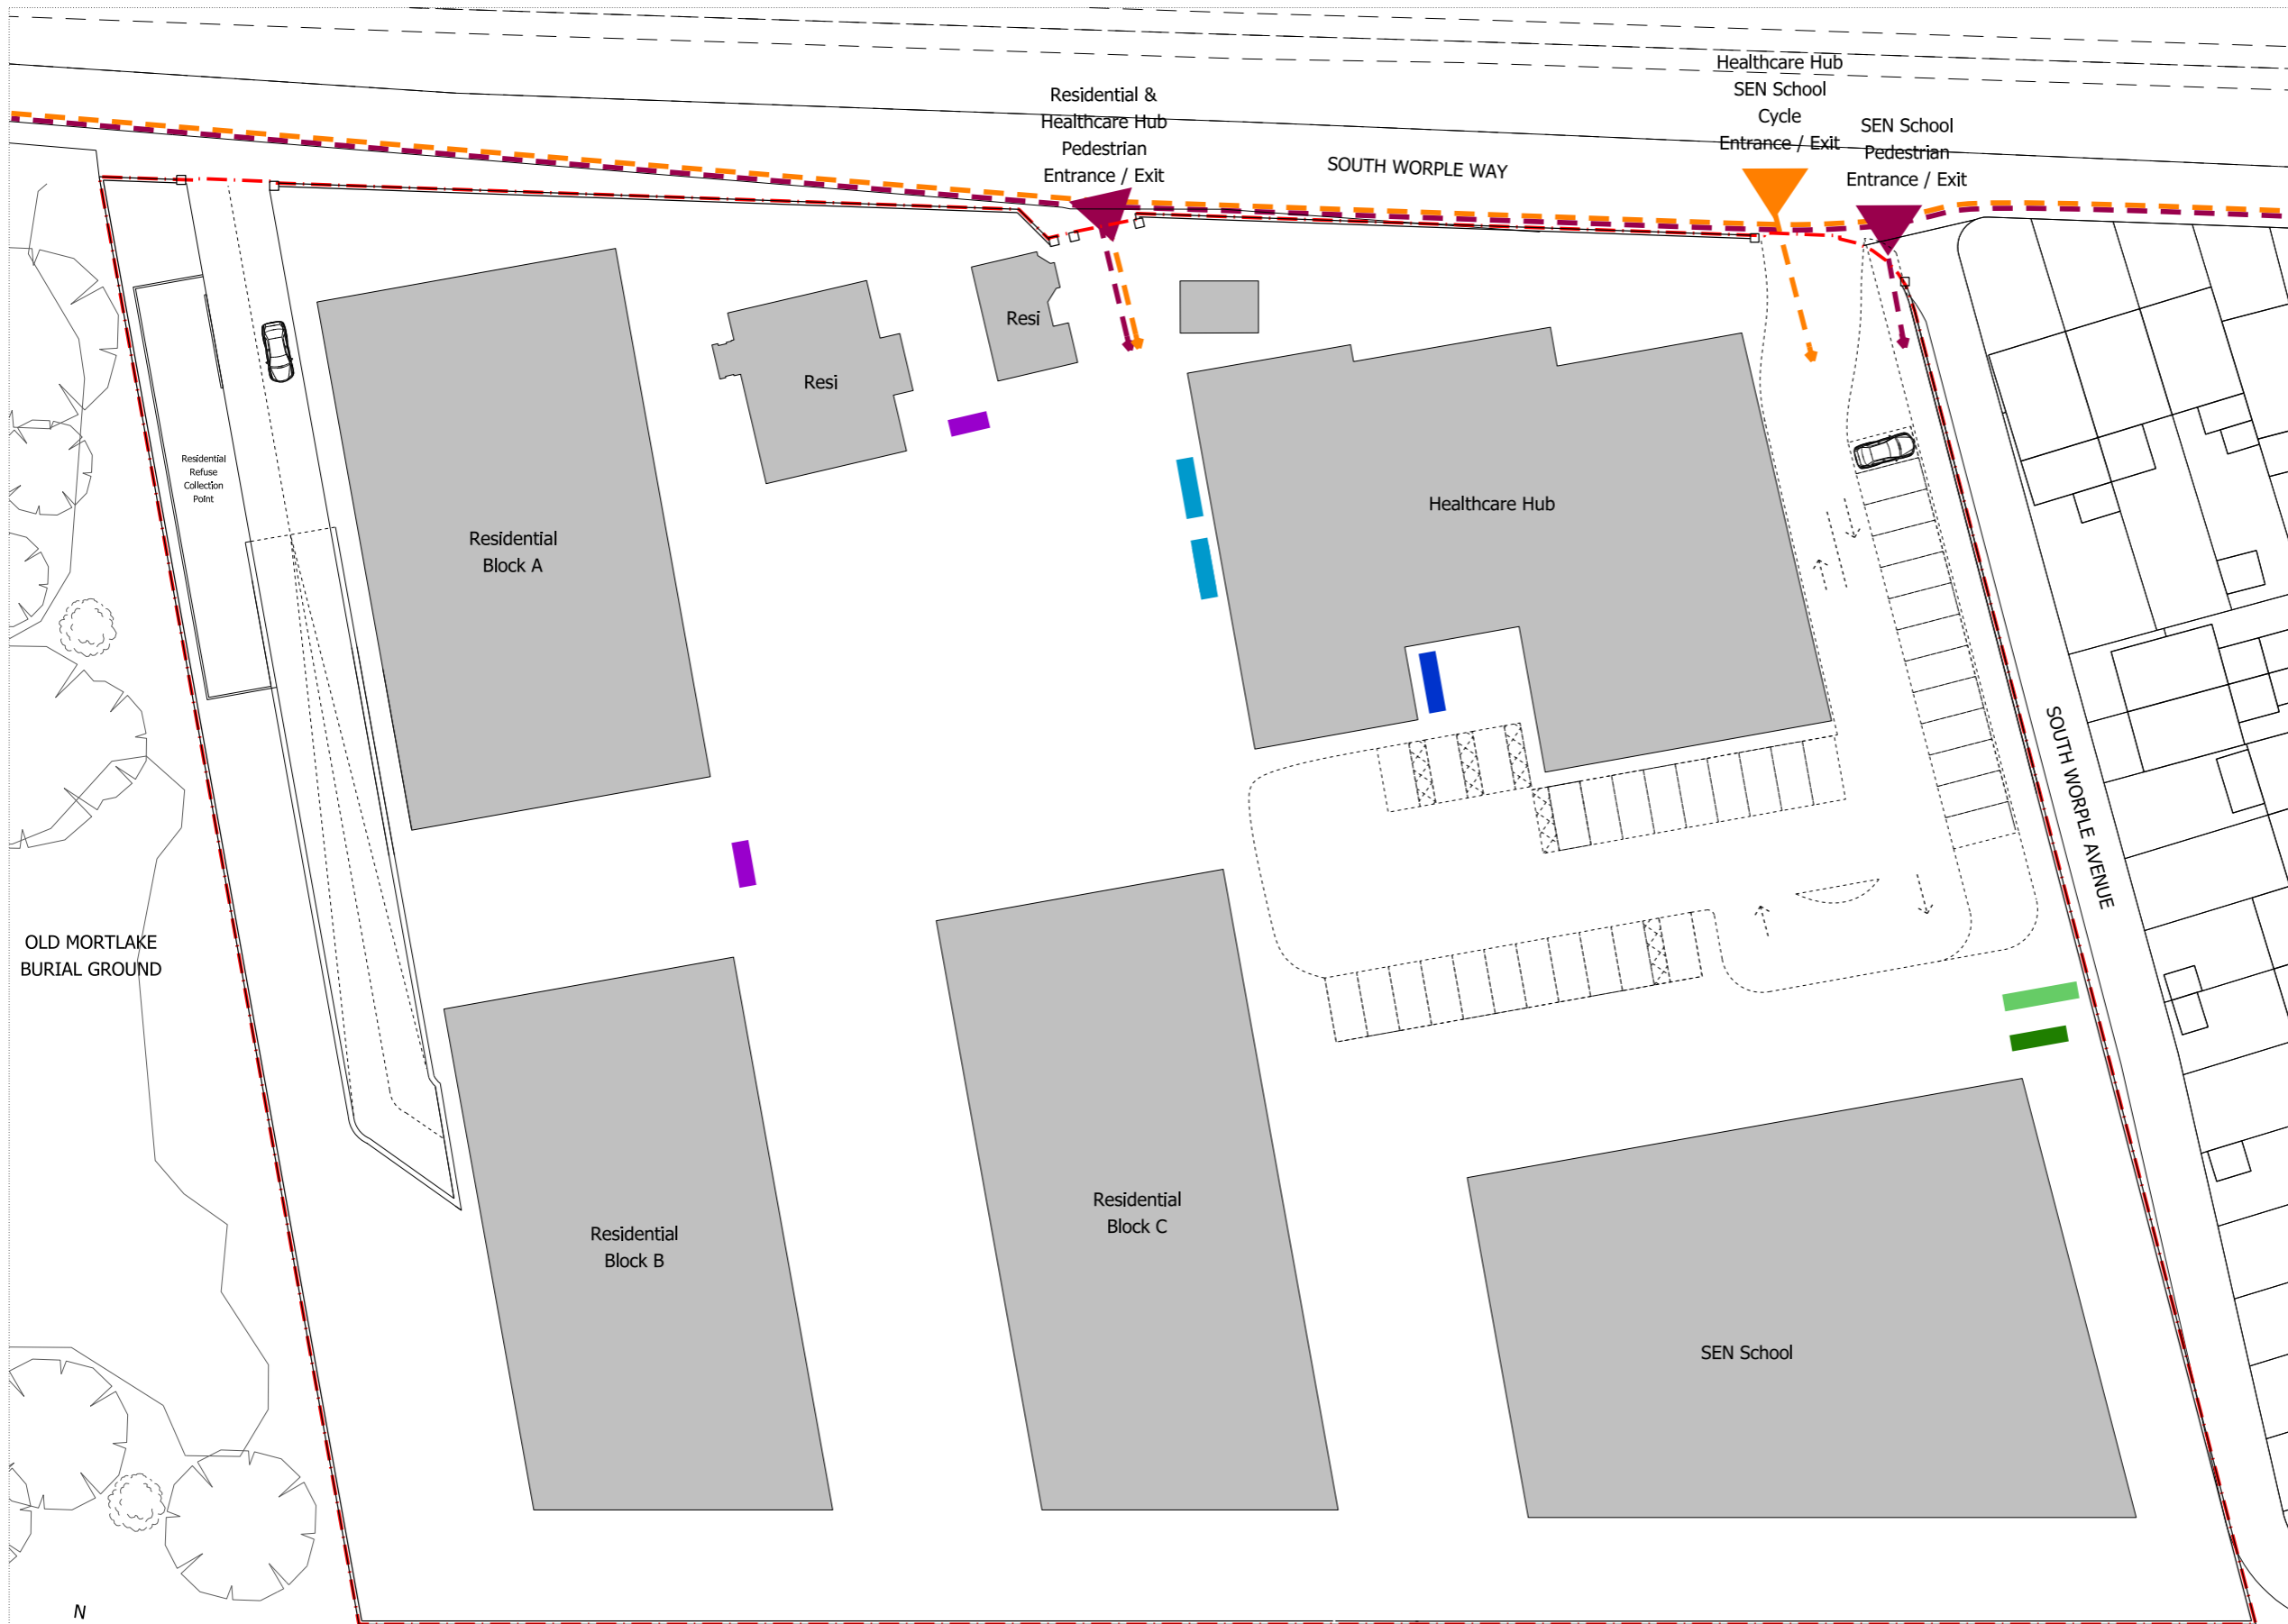 Healthcare Hub
SEN School
Cycle
Entrance / Exit
Residential &
Healthcare Hub
Pedestrian
Entrance / Exit
SEN School
Pedestrian
Entrance / Exit
SOUTH WORPLE WAY
Resi
Resi
Residential
Refuse
Collection
Point
Healthcare Hub
Residential
Block A
SOUTH WORPLE AVENUE
OLD MORTLAKE
BURIAL GROUND
Residential
Block C
Residential
Block B
SEN School
N